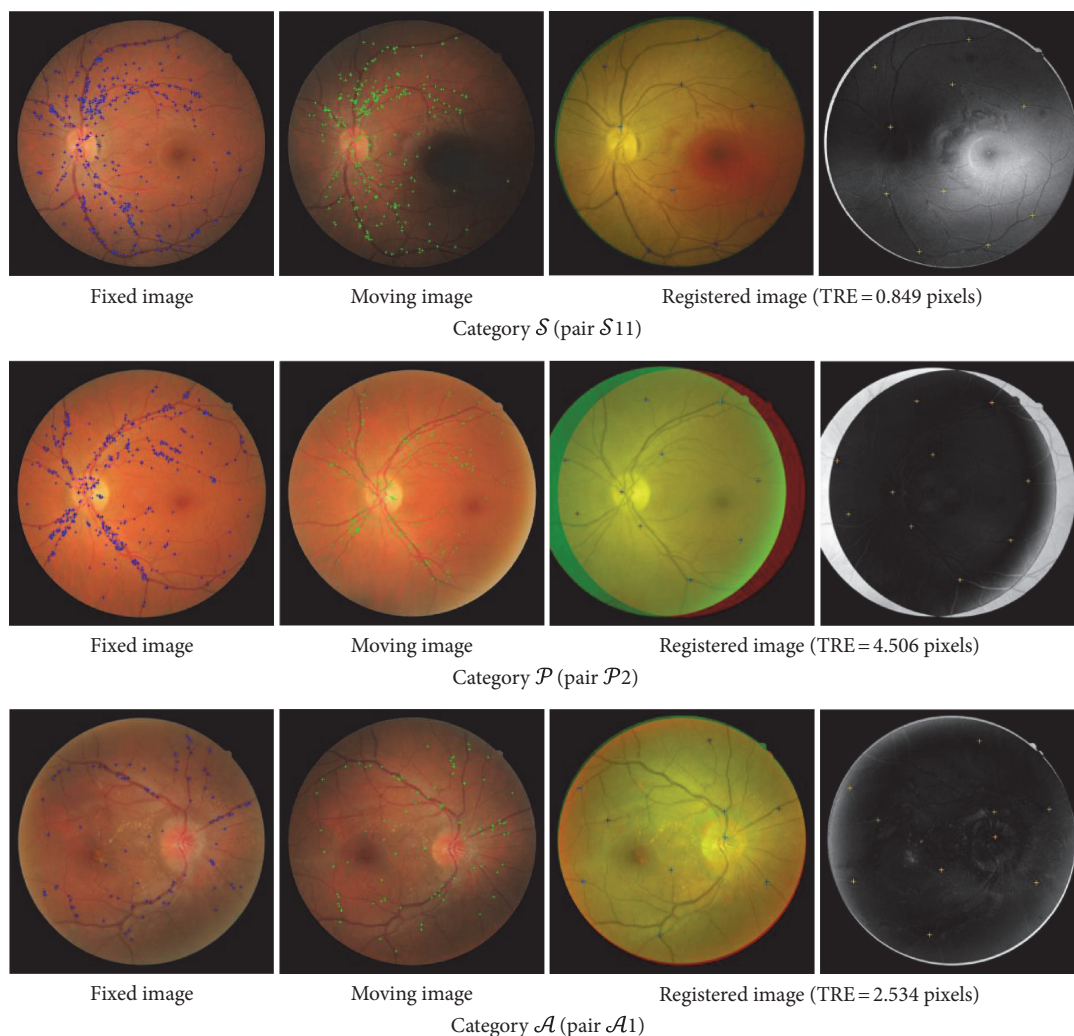 Fixed image
Moving image
Registered image (TRE = 0.849 pixels)
Category 𝒮 (pair 𝒮11)
Fixed image
Moving image
Registered image (TRE = 4.506 pixels)
Category 𝒫 (pair 𝒫2)
Fixed image
Moving image
Registered image (TRE = 2.534 pixels)
Category 𝒜 (pair 𝒜1)